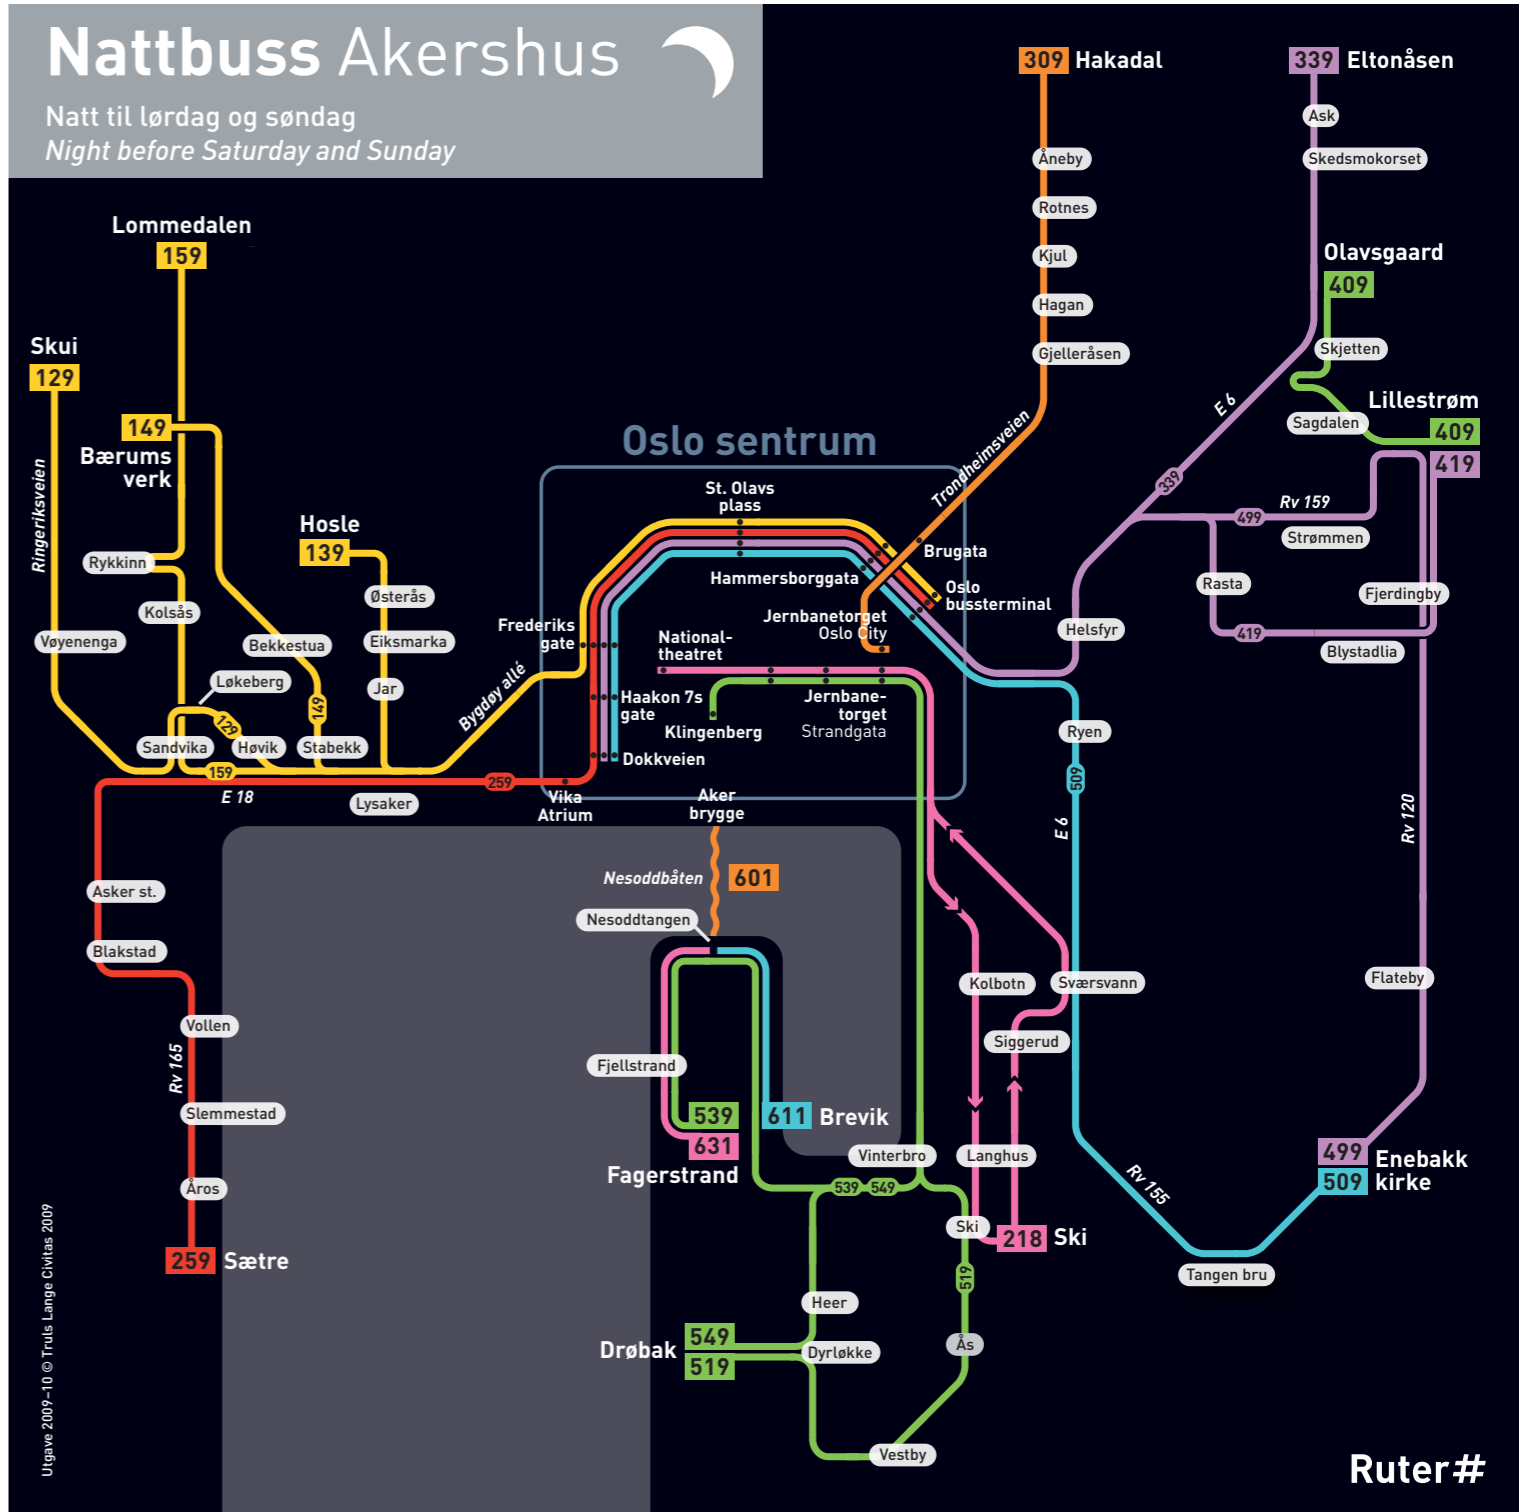 Nattbuss Akershus
Natt til lørdag og søndag
Night before Saturday and Sunday
309 Hakadal
339 Eltonåsen
Ask
Åneby
Skedsmokorset
Rotnes
Lommedalen
159
Kjul
Olavsgaard
409
Hagan
Skui
129
Gjelleråsen
Skjetten
E 6
Lillestrøm
149
Bærums
verk
Trondheimsveien
Sagdalen
409
419
Oslo sentrum
Ringeriksveien
St. Olavs
plass
339
Rv 159
499
Strømmen
Hosle
139
Rykkinn
Brugata
Hammersborggata
Oslo
bussterminal
Rasta
Fjerdingby
Østerås
Kolsås
Jernbanetorget
Oslo City
Frederiks
gate
National-
theatret
Helsfyr
419
Blystadlia
Vøyenenga
Bekkestua
Eiksmarka
Løkeberg
Jar
Bygdøy allé
149
129
Haakon 7s
gate
Klingenberg
Jernbane-
torget
Strandgata
Ryen
Sandvika
Høvik
Stabekk
Dokkveien
159
259
509
E 18
Lysaker
Vika
Atrium
Aker
brygge
E 6
Rv 120
Nesoddbåten
601
Asker st.
Nesoddtangen
Blakstad
Kolbotn
Sværsvann
Flateby
Vollen
Siggerud
Rv 165
Fjellstrand
Slemmestad
539
631
Fagerstrand
611 Brevik
Vinterbro
Langhus
499
509
Enebakk
kirke
Åros
539
549
Rv 155
Ski
218 Ski
259 Sætre
519
Tangen bru
Heer
Drøbak
549
519
Dyrløkke
Ås
Vestby
Utgave 2009–10 © Truls Lange Civitas 2009
Ruter#